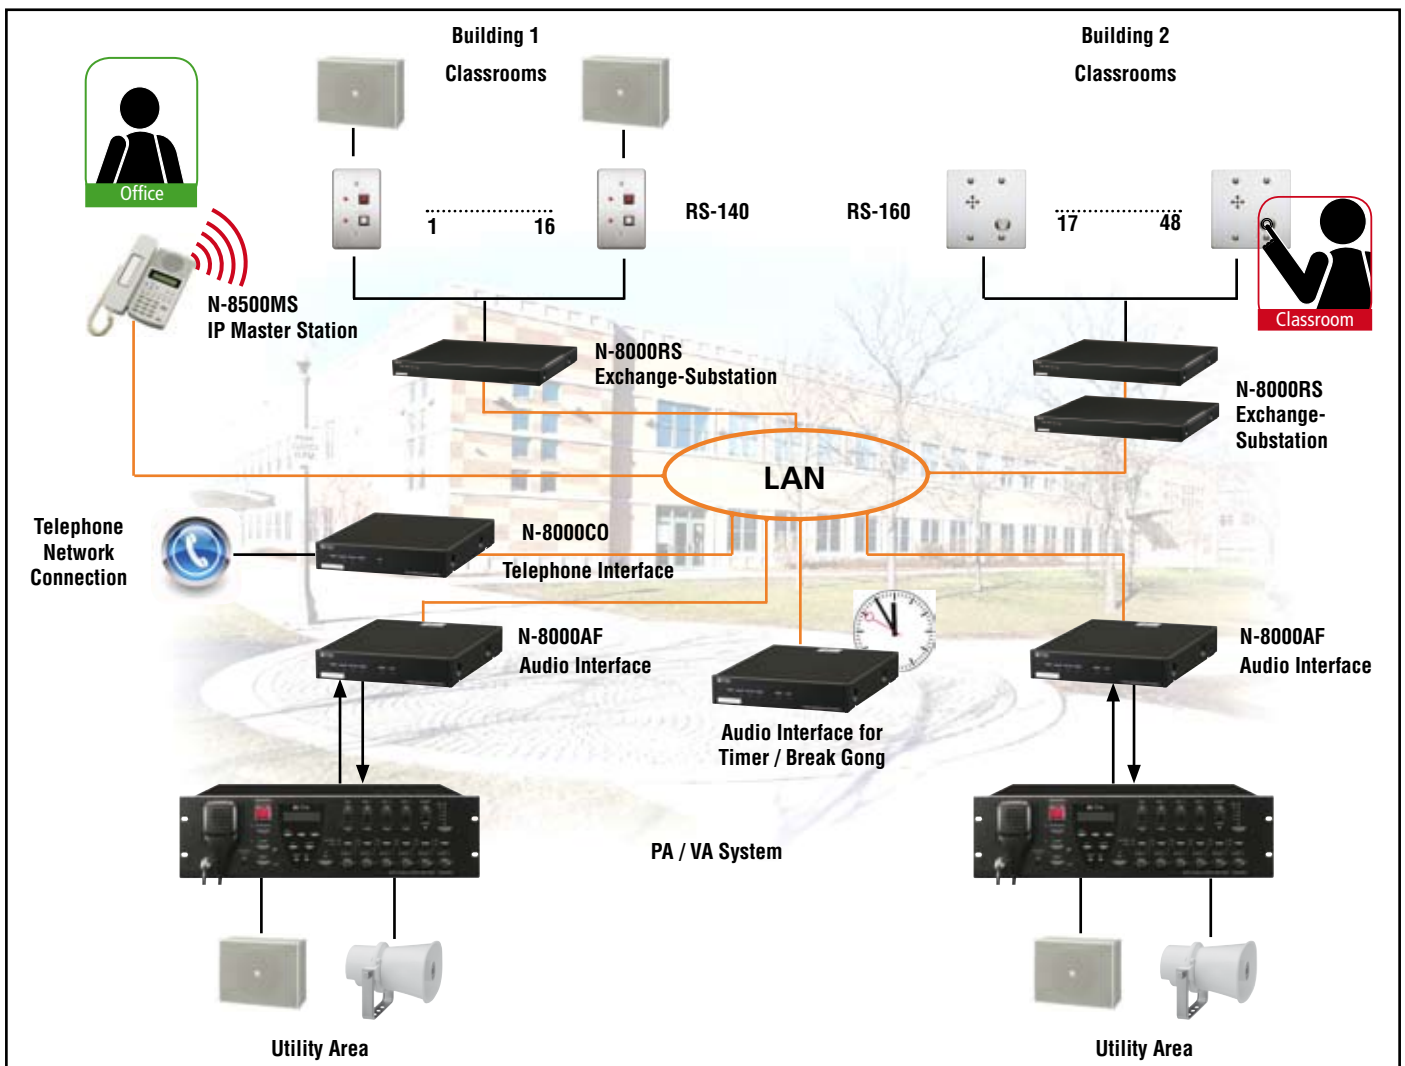 Building 1
Classrooms
Building 2
Classrooms
Office
1
16
RS-140
RS-160
17
48
Classroom
N-8500MS
IP Master Station
N-8000RS
Exchange-Substation
N-8000RS
Exchange-
Substation
LAN
Telephone
Network
Connection
N-8000CO
Telephone Interface
N-8000AF
Audio Interface
N-8000AF
Audio Interface
Audio Interface for
Timer / Break Gong
PA / VA System
Utility Area
Utility Area